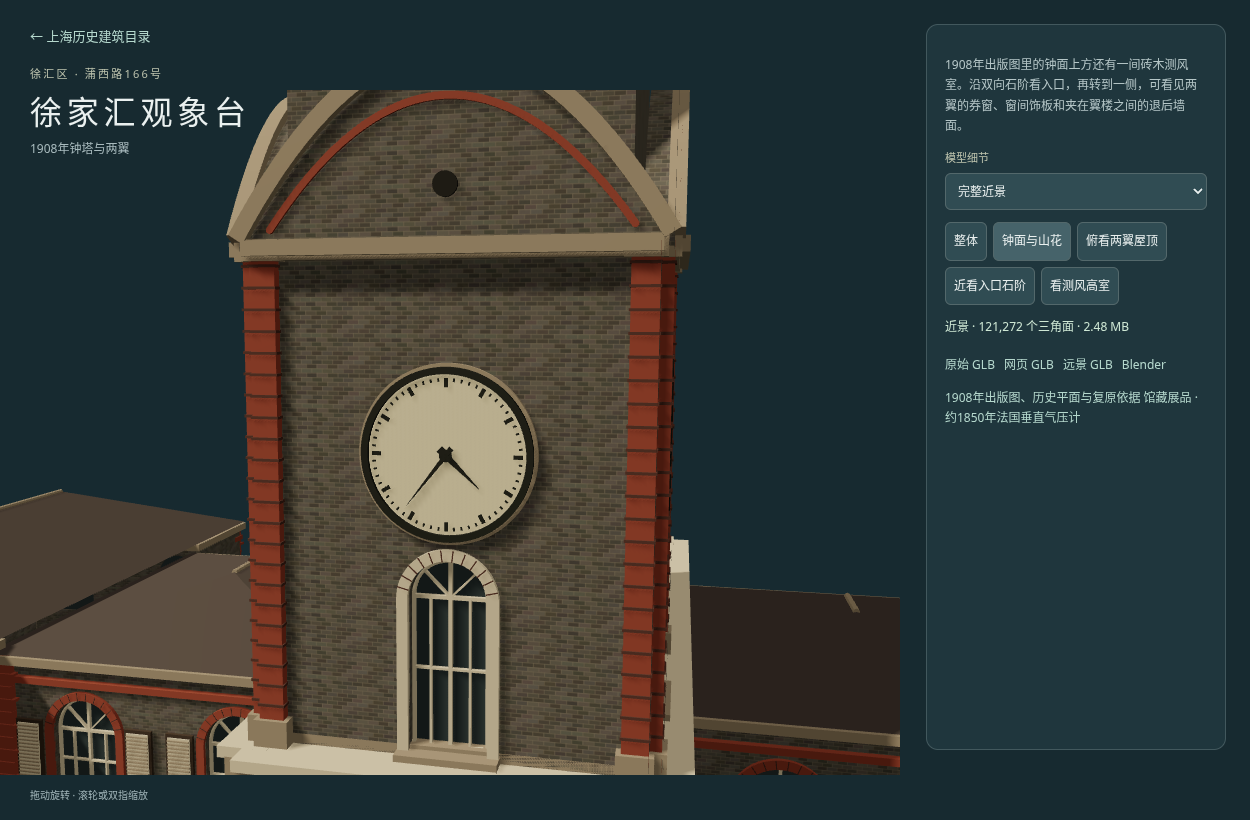 ← 上海历史建筑目录
徐汇区 · 蒲西路166号
徐家汇观象台
1908年钟塔与两翼
1908年出版图里的钟面上方还有一间砖木测风
室。沿双向石阶看入口，再转到一侧，可看见两
翼的券窗、窗间饰板和夹在翼楼之间的退后墙
面。
模型细节
完整近景
整体 钟面与山花 俯看两翼屋顶
近看入口石阶 看测风高室
近景 · 121,272 个三角面 · 2.48 MB
原始 GLB 网页 GLB 远景 GLB Blender
1908年出版图、历史平面与复原依据 馆藏展品 ·
约1850年法国垂直气压计
拖动旋转 · 滚轮或双指缩放